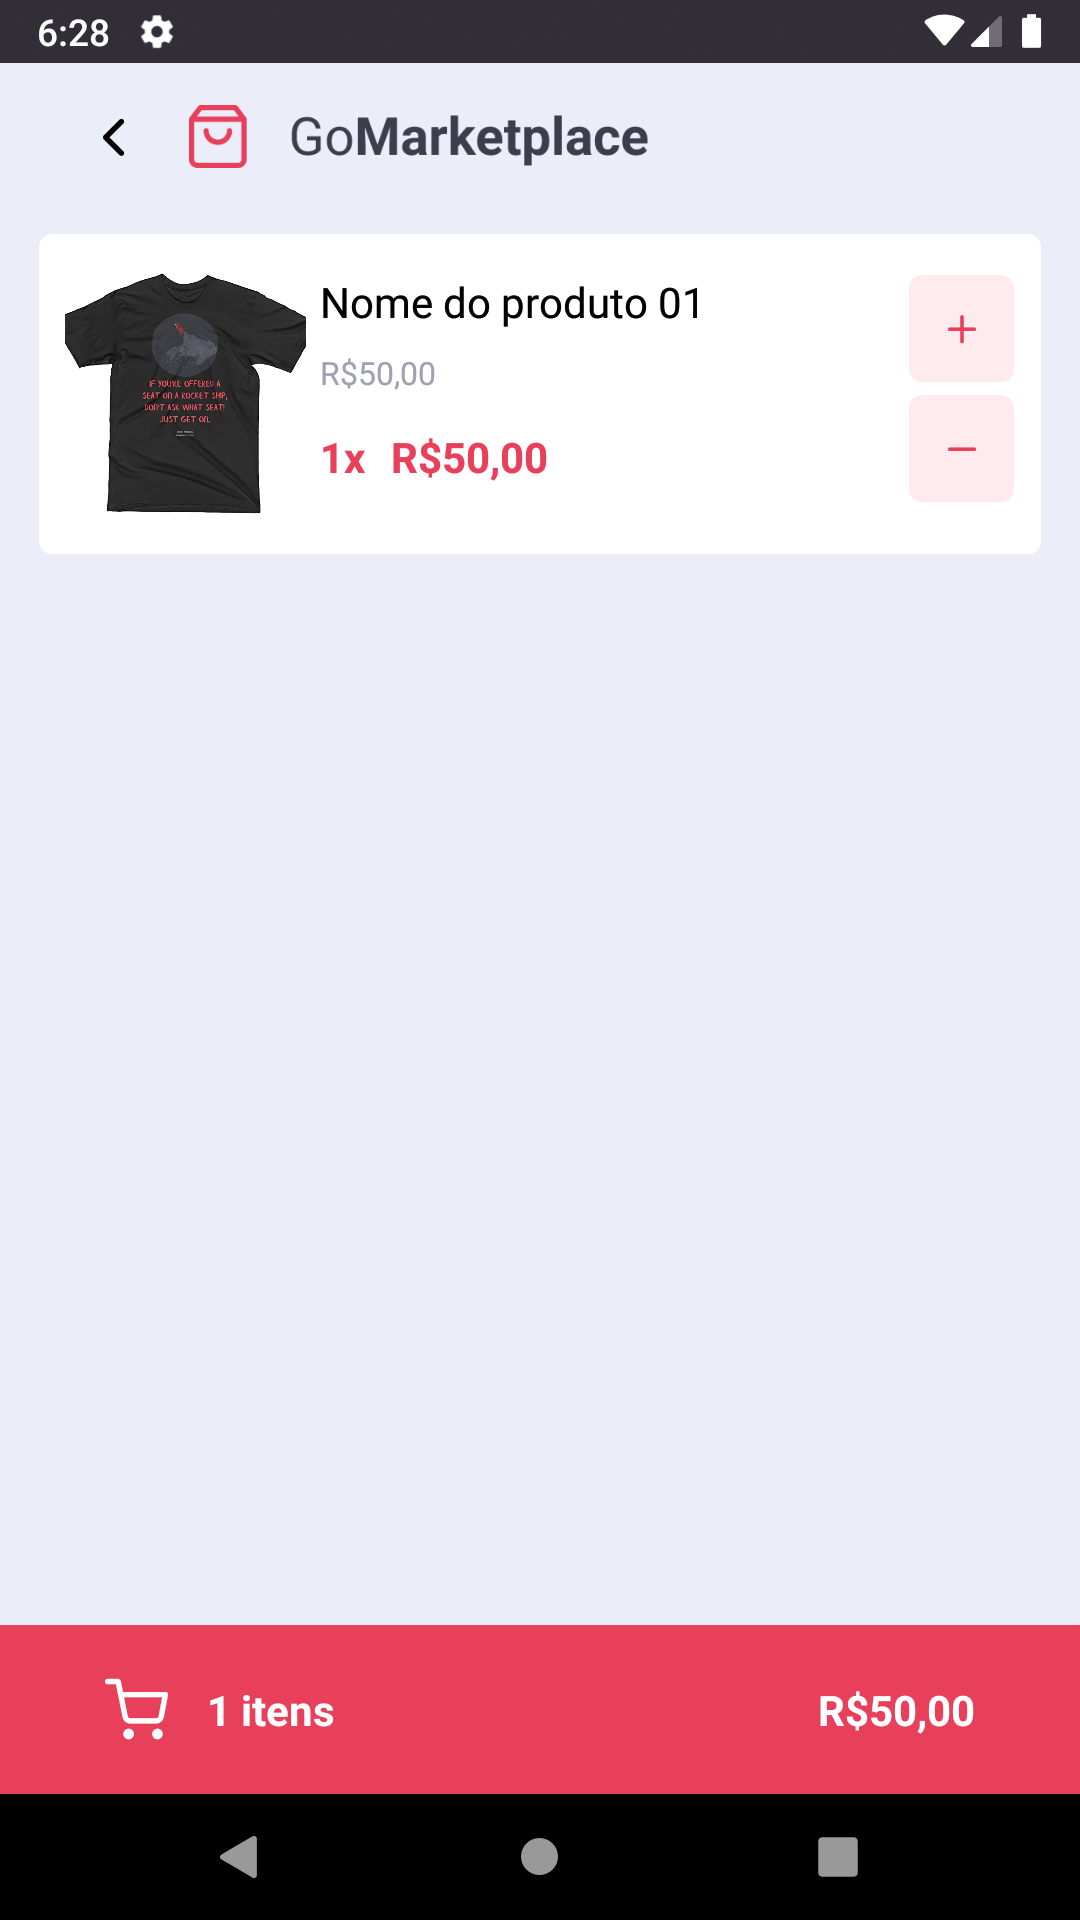 6:28
GoMarketplace
Nome do produto 01
R$50,00
1x R$50,00
IF YOU'RE OFFERED A
SEAT ON A ROCKET SHIP,
DON'T ASK WHAT SEAT!
JUST GET ON.
1 itens
R$50,00